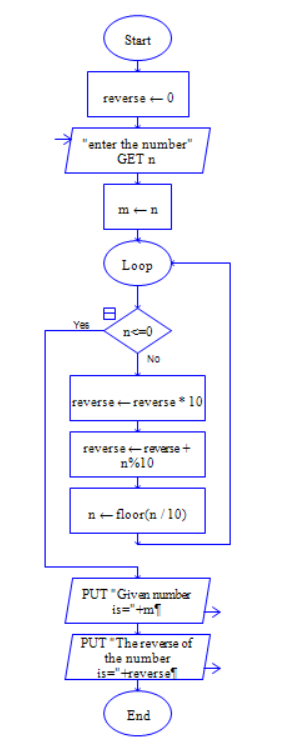 Start
reverse ← 0
"enter the number"
GET n
m ← n
Loop
n<=0
Yes
No
reverse ← reverse * 10
reverse ← reverse +
n%10
n ← floor(n / 10)
PUT "Given number
is="+m¶
PUT "The reverse of
the number
is="+reverse¶
End